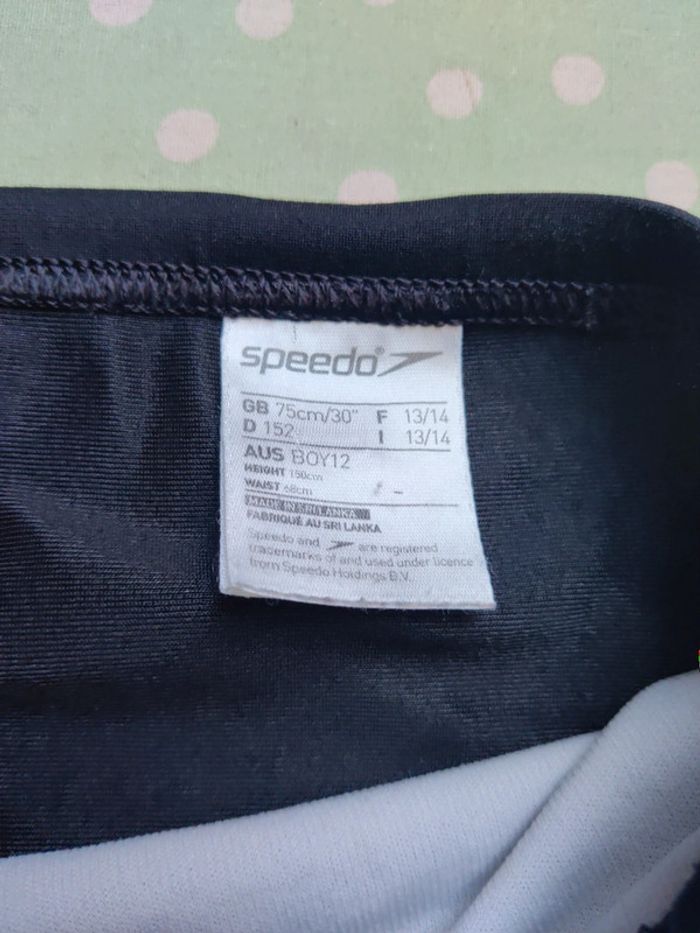 speedo®
GB 75cm/30" F 13/14
D 152 I 13/14
AUS BOY12
HEIGHT 150cm
WAIST 68cm
MADE IN SRI LANKA
FABRIQUÉ AU SRI LANKA
Speedo and are registered
trademarks of and used under licence
from Speedo Holdings B.V.